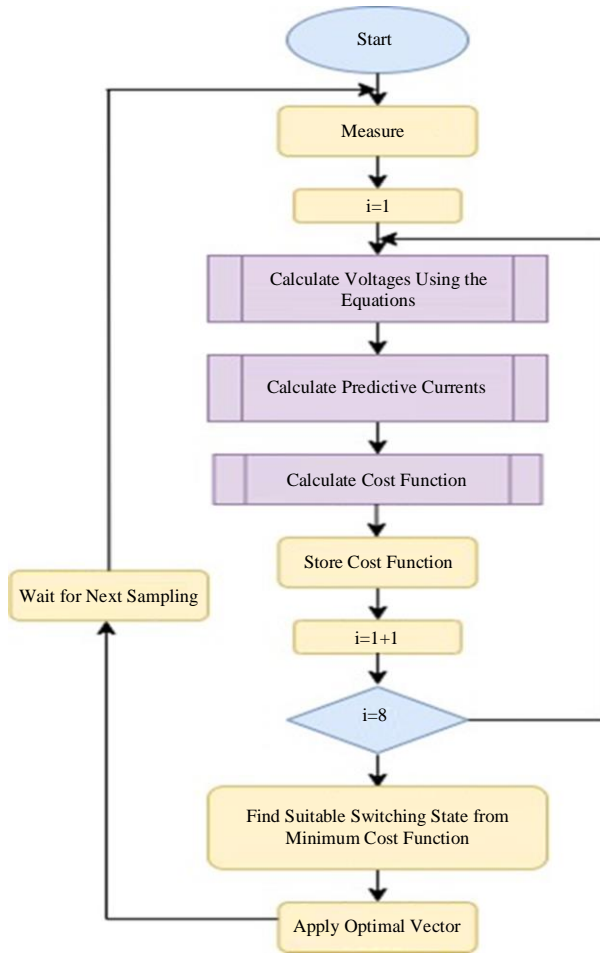 Start
Measure
i=1
Calculate Voltages Using the
Equations
Calculate Predictive Currents
Calculate Cost Function
Store Cost Function
Wait for Next Sampling
i=1+1
i=8
Find Suitable Switching State from
Minimum Cost Function
Apply Optimal Vector